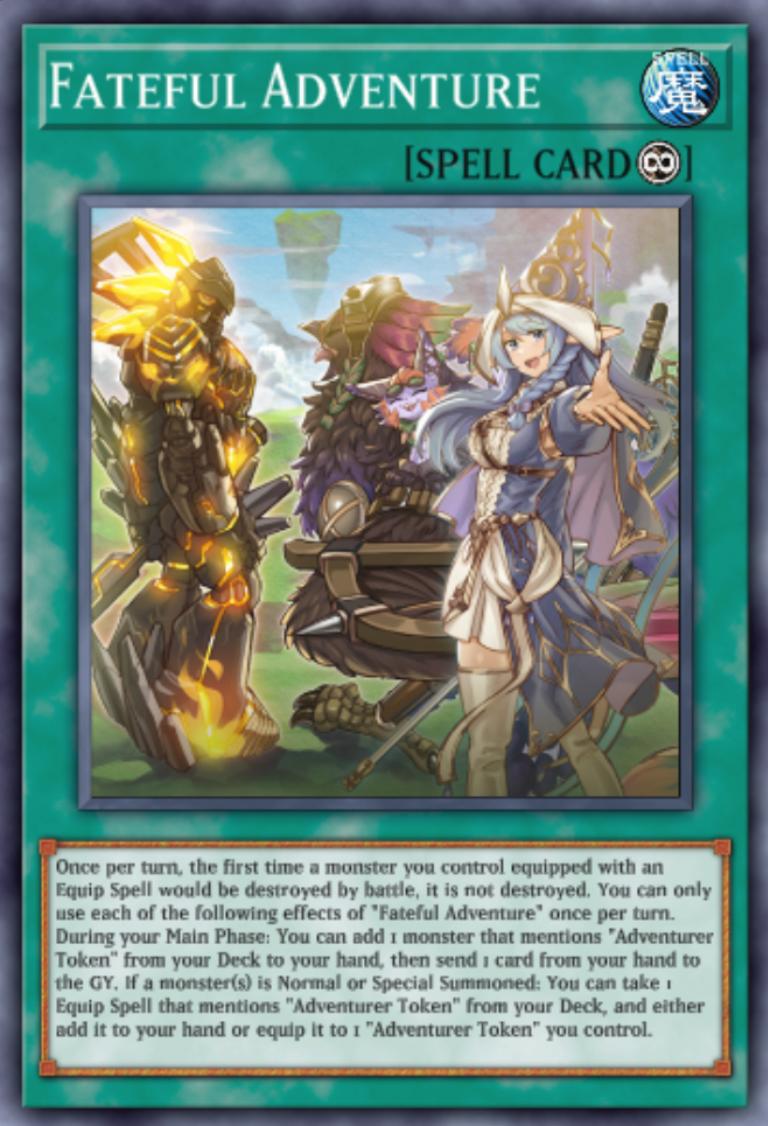 FATEFUL ADVENTURE
SPELL
魔
[SPELL CARD]
Once per turn, the first time a monster you control equipped with an
Equip Spell would be destroyed by battle, it is not destroyed. You can only
use each of the following effects of "Fateful Adventure" once per turn.
During your Main Phase: You can add 1 monster that mentions "Adventurer
Token" from your Deck to your hand, then send 1 card from your hand to
the GY. If a monster(s) is Normal or Special Summoned: You can take 1
Equip Spell that mentions "Adventurer Token" from your Deck, and either
add it to your hand or equip it to 1 "Adventurer Token" you control.